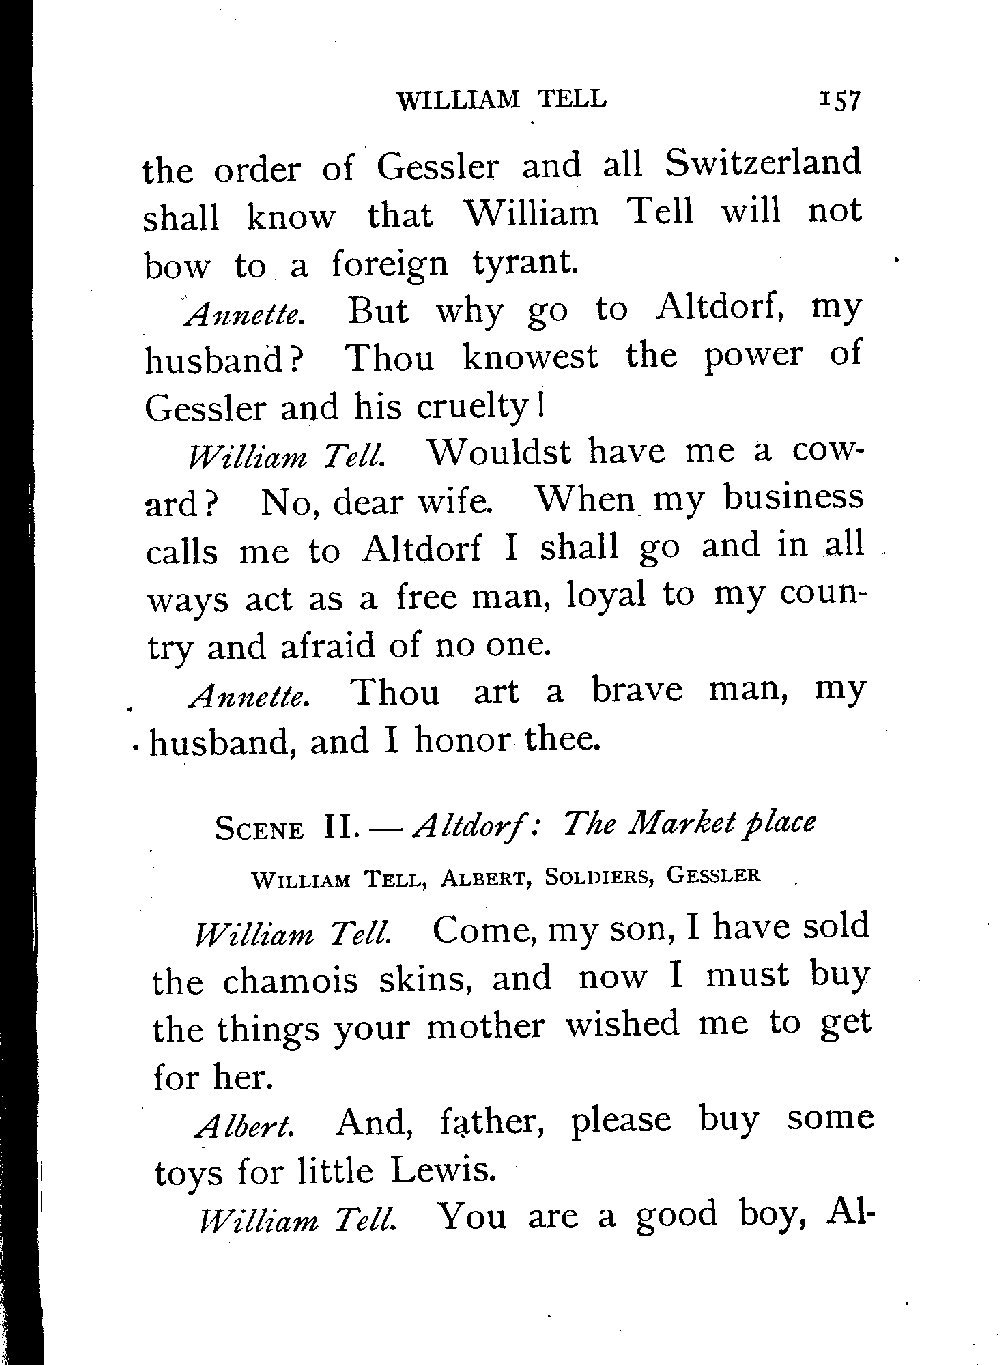 WILLIAM TELL 157
the order of Gessler and all Switzerland
shall know that William Tell will not
bow to a foreign tyrant.
Annette. But why go to Altdorf, my
husband? Thou knowest the power of
Gessler and his cruelty!
William Tell. Wouldst have me a cow-
ard? No, dear wife. When my business
calls me to Altdorf I shall go and in all
ways act as a free man, loyal to my coun-
try and afraid of no one.
Annette. Thou art a brave man, my
husband, and I honor thee.
SCENE II. — Altdorf: The Market place
WILLIAM TELL, ALBERT, SOLDIERS, GESSLER
William Tell. Come, my son, I have sold
the chamois skins, and now I must buy
the things your mother wished me to get
for her.
Albert. And, father, please buy some
toys for little Lewis.
William Tell. You are a good boy, Al-